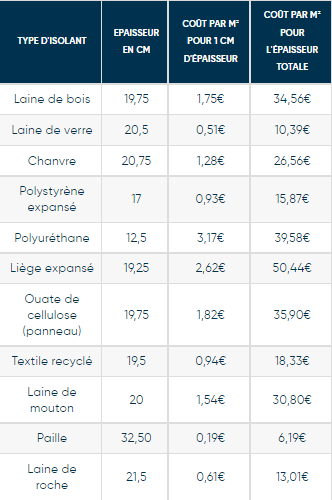 TYPE D'ISOLANT EPAISSEUR EN CM COÛT PAR M² POUR 1 CM D'ÉPAISSEUR COÛT PAR M² POUR L'ÉPAISSEUR TOTALE
Laine de bois 19,75 1,75€ 34,56€
Laine de verre 20,5 0,51€ 10,39€
Chanvre 20,75 1,28€ 26,56€
Polystyrène expansé 17 0,93€ 15,87€
Polyuréthane 12,5 3,17€ 39,58€
Liège expansé 19,25 2,62€ 50,44€
Ouate de cellulose (panneau) 19,75 1,82€ 35,90€
Textile recyclé 19,5 0,94€ 18,33€
Laine de mouton 20 1,54€ 30,80€
Paille 32,50 0,19€ 6,19€
Laine de roche 21,5 0,61€ 13,01€